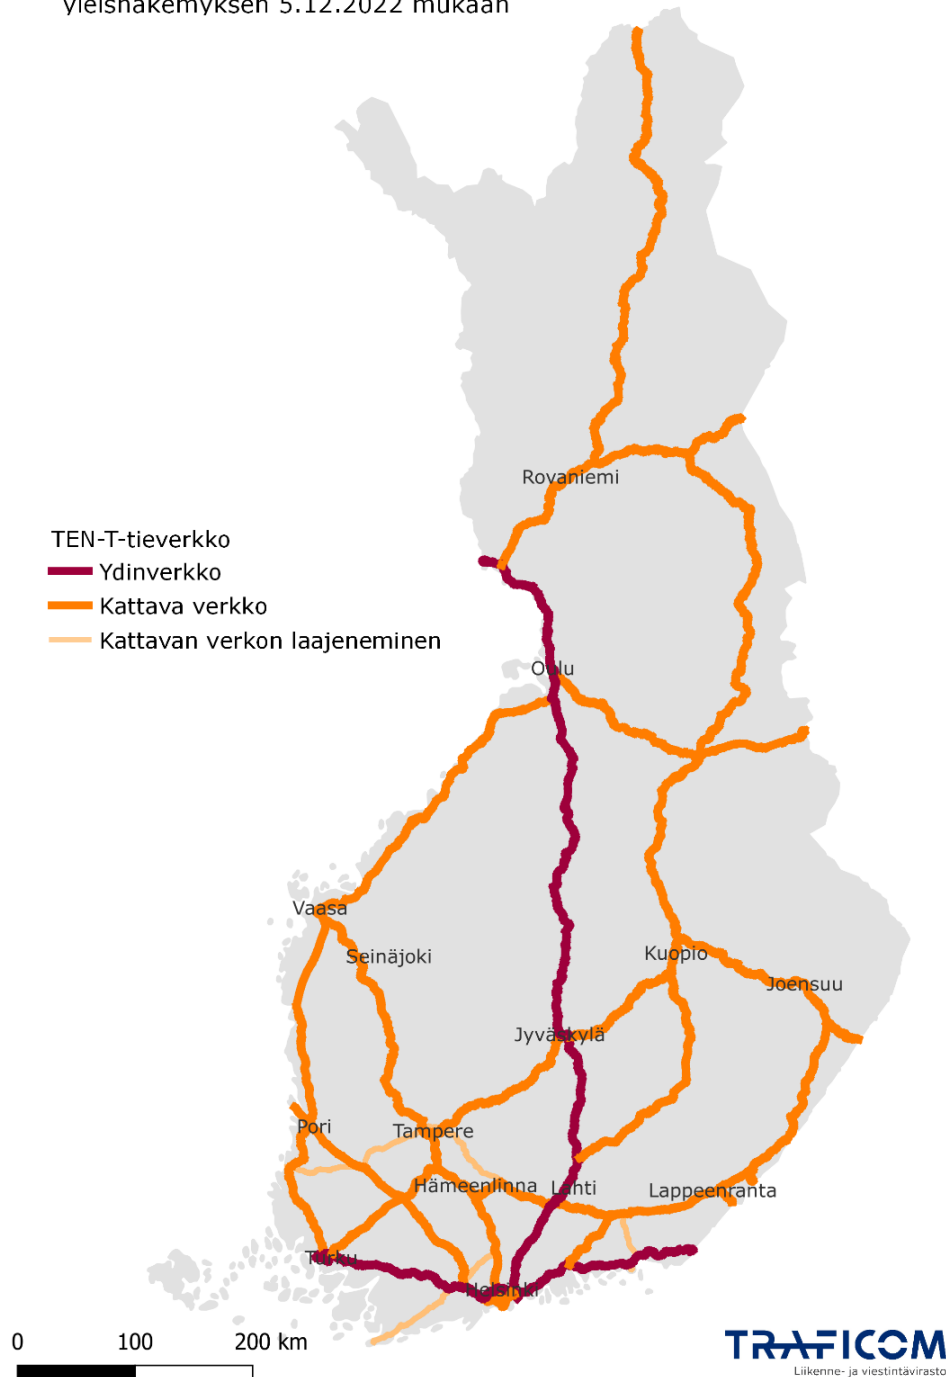 yleisnäkemyksen 5.12.2022 mukaan
Rovaniemi
TEN-T-tieverkko
Ydinverkko
Kattava verkko
Kattavan verkon laajeneminen
Oulu
Vaasa
Seinäjoki
Kuopio
Joensuu
Jyväskylä
Pori
Tampere
Hämeenlinna
Lahti
Lappeenranta
Turku
Helsinki
0 100 200 km
TRAFICOM
Liikenne- ja viestintävirasto